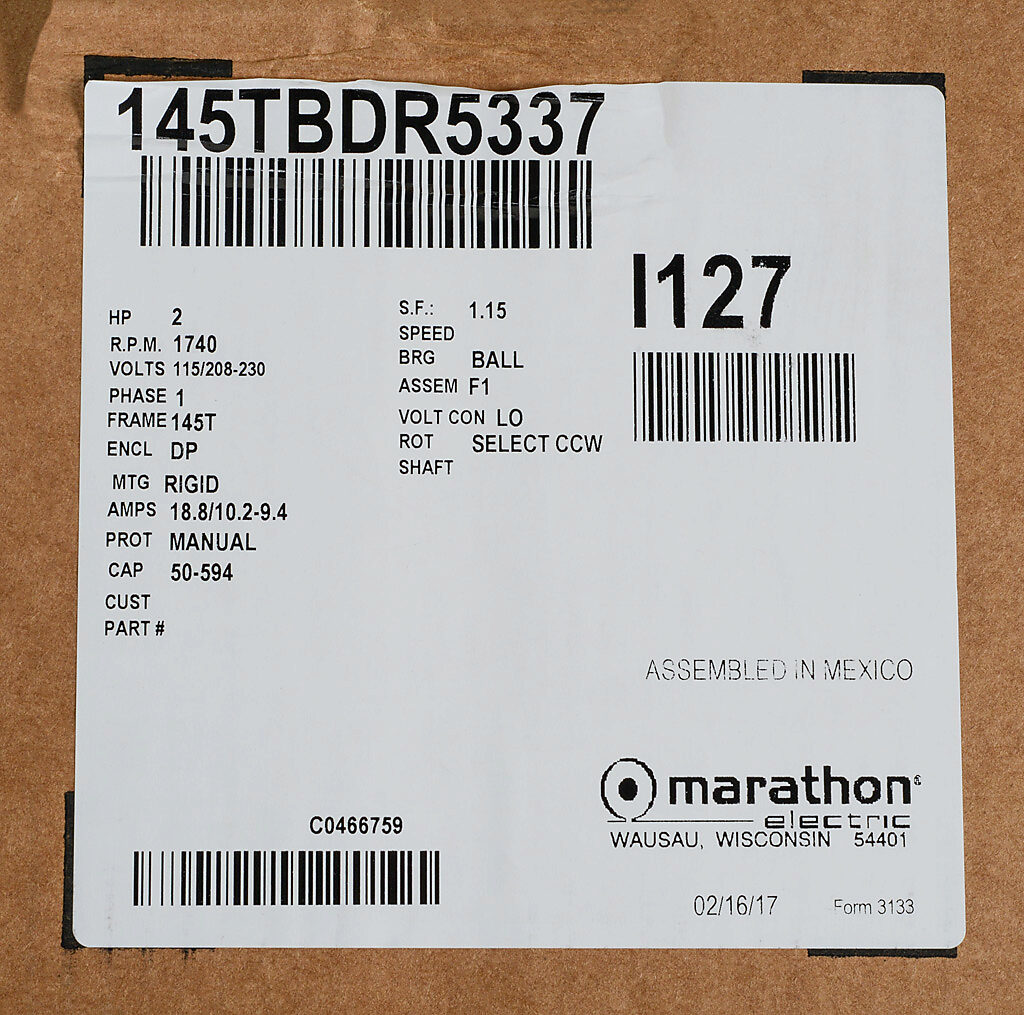 145TBDR5337
I127
HP 2
R.P.M. 1740
VOLTS 115/208-230
PHASE 1
FRAME 145T
ENCL DP
MTG RIGID
AMPS 18.8/10.2-9.4
PROT MANUAL
CAP 50-594
CUST
PART #
S.F.: 1.15
SPEED
BRG BALL
ASSEM F1
VOLT CON LO
ROT SELECT CCW
SHAFT
ASSEMBLED IN MEXICO
marathon®
electric
WAUSAU, WISCONSIN 54401
C0466759
02/16/17 Form 3133